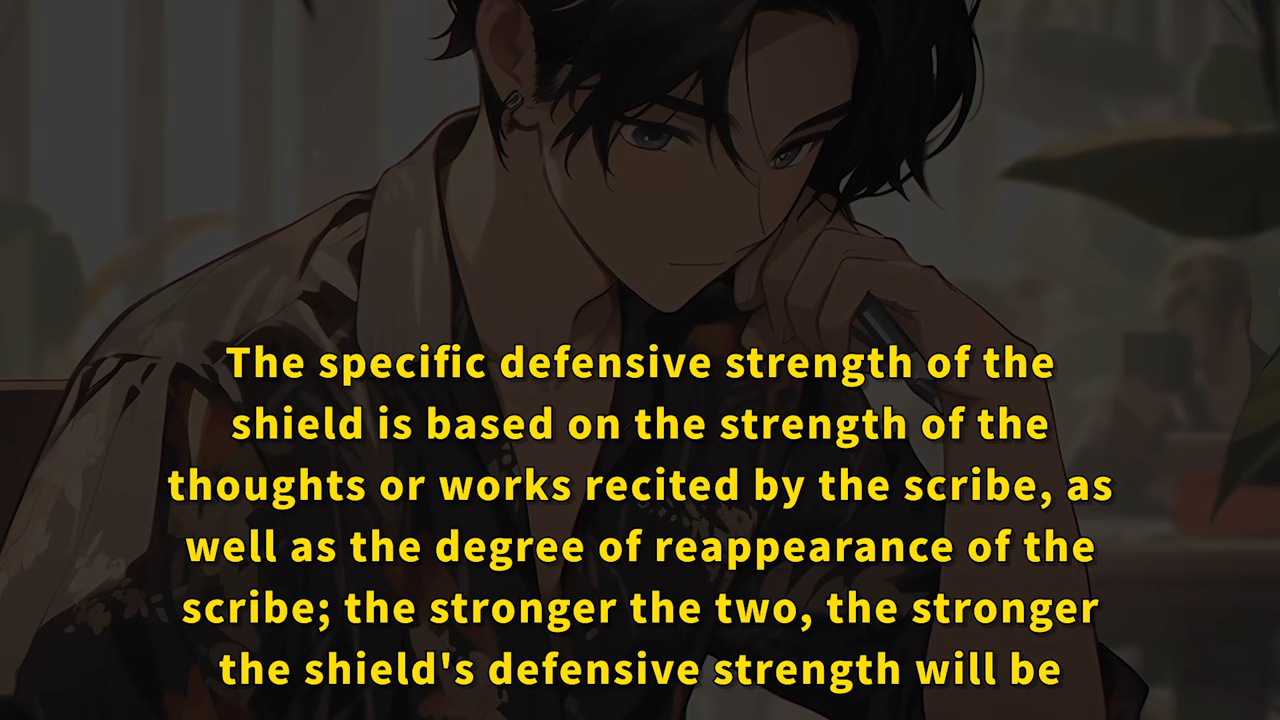 The specific defensive strength of the
shield is based on the strength of the
thoughts or works recited by the scribe, as
well as the degree of reappearance of the
scribe; the stronger the two, the stronger
the shield's defensive strength will be